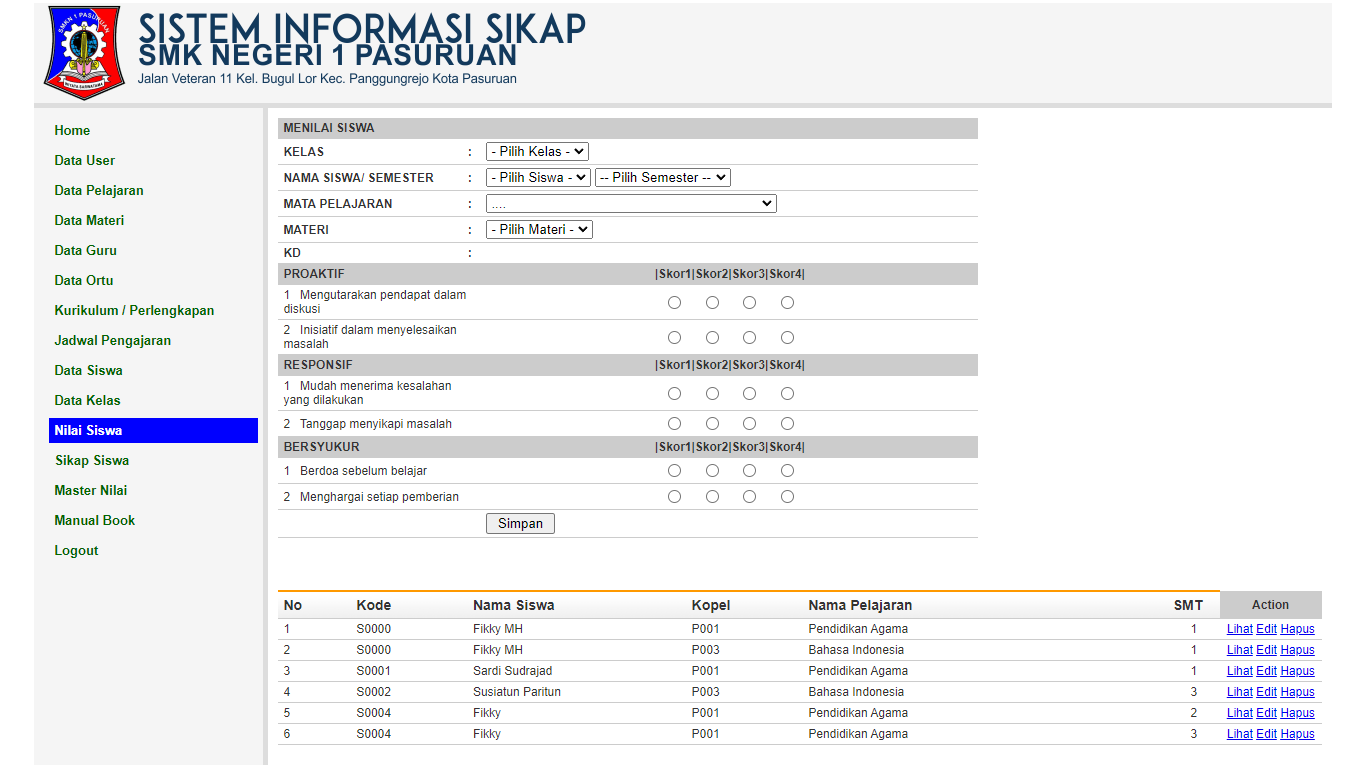 SMKN 1 PASURUAN
WIYATA SARWATAMA
SISTEM INFORMASI SIKAP
SMK NEGERI 1 PASURUAN
Jalan Veteran 11 Kel. Bugul Lor Kec. Panggungrejo Kota Pasuruan
Home
Data User
Data Pelajaran
Data Materi
Data Guru
Data Ortu
Kurikulum / Perlengkapan
Jadwal Pengajaran
Data Siswa
Data Kelas
Nilai Siswa
Sikap Siswa
Master Nilai
Manual Book
Logout
MENILAI SISWA
KELAS : - Pilih Kelas -
NAMA SISWA/ SEMESTER : - Pilih Siswa - -- Pilih Semester --
MATA PELAJARAN : ....
MATERI : - Pilih Materi -
KD :
PROAKTIF |Skor1|Skor2|Skor3|Skor4|
1 Mengutarakan pendapat dalam
diskusi
2 Inisiatif dalam menyelesaikan
masalah
RESPONSIF |Skor1|Skor2|Skor3|Skor4|
1 Mudah menerima kesalahan
yang dilakukan
2 Tanggap menyikapi masalah
BERSYUKUR |Skor1|Skor2|Skor3|Skor4|
1 Berdoa sebelum belajar
2 Menghargai setiap pemberian
Simpan
No Kode Nama Siswa Kopel Nama Pelajaran SMT Action
1 S0000 Fikky MH P001 Pendidikan Agama 1 Lihat Edit Hapus
2 S0000 Fikky MH P003 Bahasa Indonesia 1 Lihat Edit Hapus
3 S0001 Sardi Sudrajad P001 Pendidikan Agama 1 Lihat Edit Hapus
4 S0002 Susiatun Paritun P003 Bahasa Indonesia 3 Lihat Edit Hapus
5 S0004 Fikky P001 Pendidikan Agama 2 Lihat Edit Hapus
6 S0004 Fikky P001 Pendidikan Agama 3 Lihat Edit Hapus